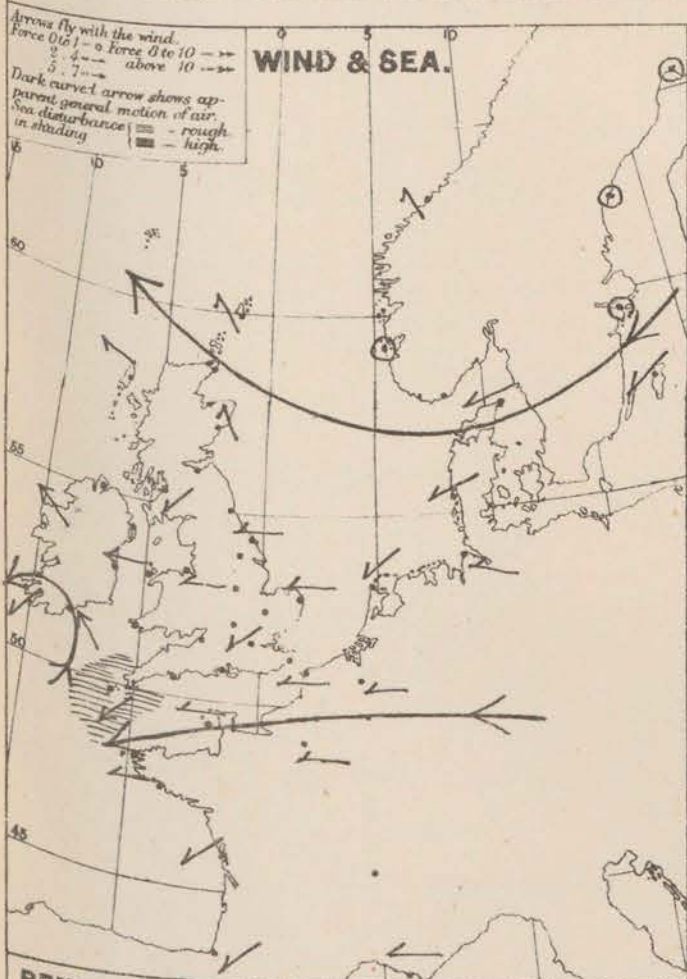 Arrows fly with the wind.
Force 0 to 1 – o Force 8 to 10 –
2 . 4 above 10
5 . 7
Dark curved arrow shows ap-
parent general motion of air.
Sea disturbance – rough
in shading – high.
WIND & SEA.
10 5 0 5 10
60
55
50
45